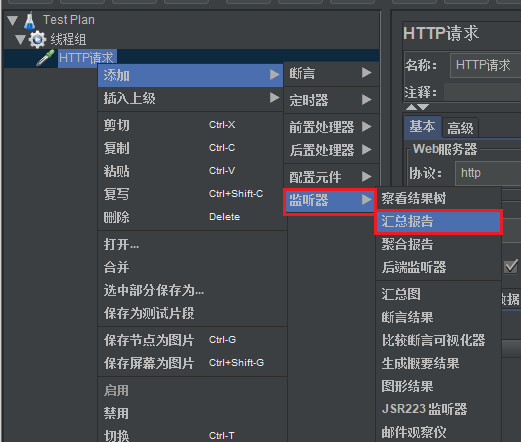 Test Plan
线程组
HTTP请求
添加
插入上级
剪切 Ctrl-X
复制 Ctrl-C
粘贴 Ctrl-V
复写 Ctrl+Shift-C
删除 Delete
打开...
合并
选中部分保存为...
保存为测试片段
保存节点为图片 Ctrl-G
保存屏幕为图片 Ctrl+Shift-G
启用
禁用
切换 Ctrl-T
断言
定时器
前置处理器
后置处理器
配置元件
监听器
察看结果树
汇总报告
聚合报告
后端监听器
汇总图
断言结果
比较断言可视化器
生成概要结果
图形结果
JSR223 监听器
邮件观察仪
HTTP请求
名称： HTTP请求
注释：
基本 高级
Web服务器
协议： http
数据